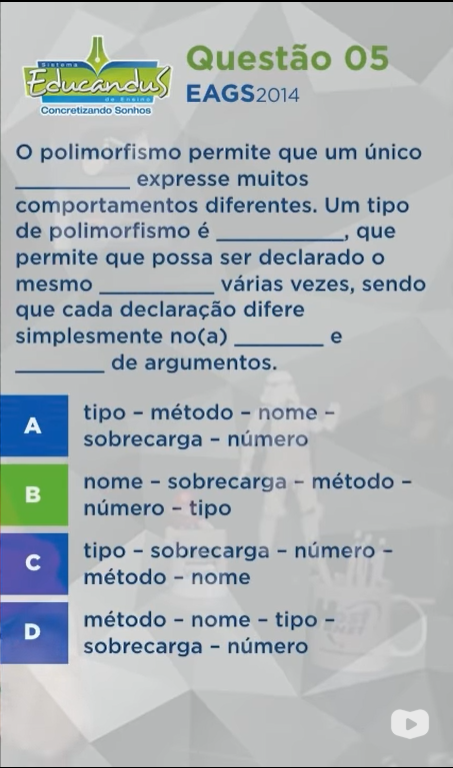 Sistema
Educandus
de Ensino
Concretizando Sonhos
Questão 05
EAGS2014
O polimorfismo permite que um único
__________ expresse muitos
comportamentos diferentes. Um tipo
de polimorfismo é ___________, que
permite que possa ser declarado o
mesmo __________ várias vezes, sendo
que cada declaração difere
simplesmente no(a) ________ e
________ de argumentos.
A
tipo – método – nome –
sobrecarga – número
B
nome – sobrecarga – método –
número – tipo
C
tipo – sobrecarga – número –
método – nome
D
método – nome – tipo –
sobrecarga – número